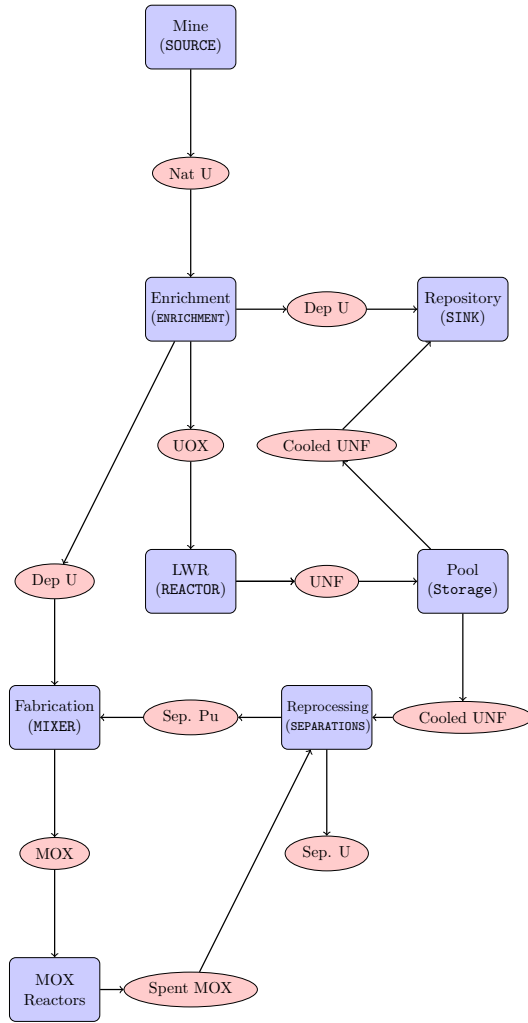 Mine
(SOURCE)
Nat U
Enrichment
(ENRICHMENT)
Dep U
Repository
(SINK)
UOX
Cooled UNF
Dep U
LWR
(REACTOR)
UNF
Pool
(Storage)
Fabrication
(MIXER)
Sep. Pu
Reprocessing
(SEPARATIONS)
Cooled UNF
MOX
Sep. U
MOX
Reactors
Spent MOX